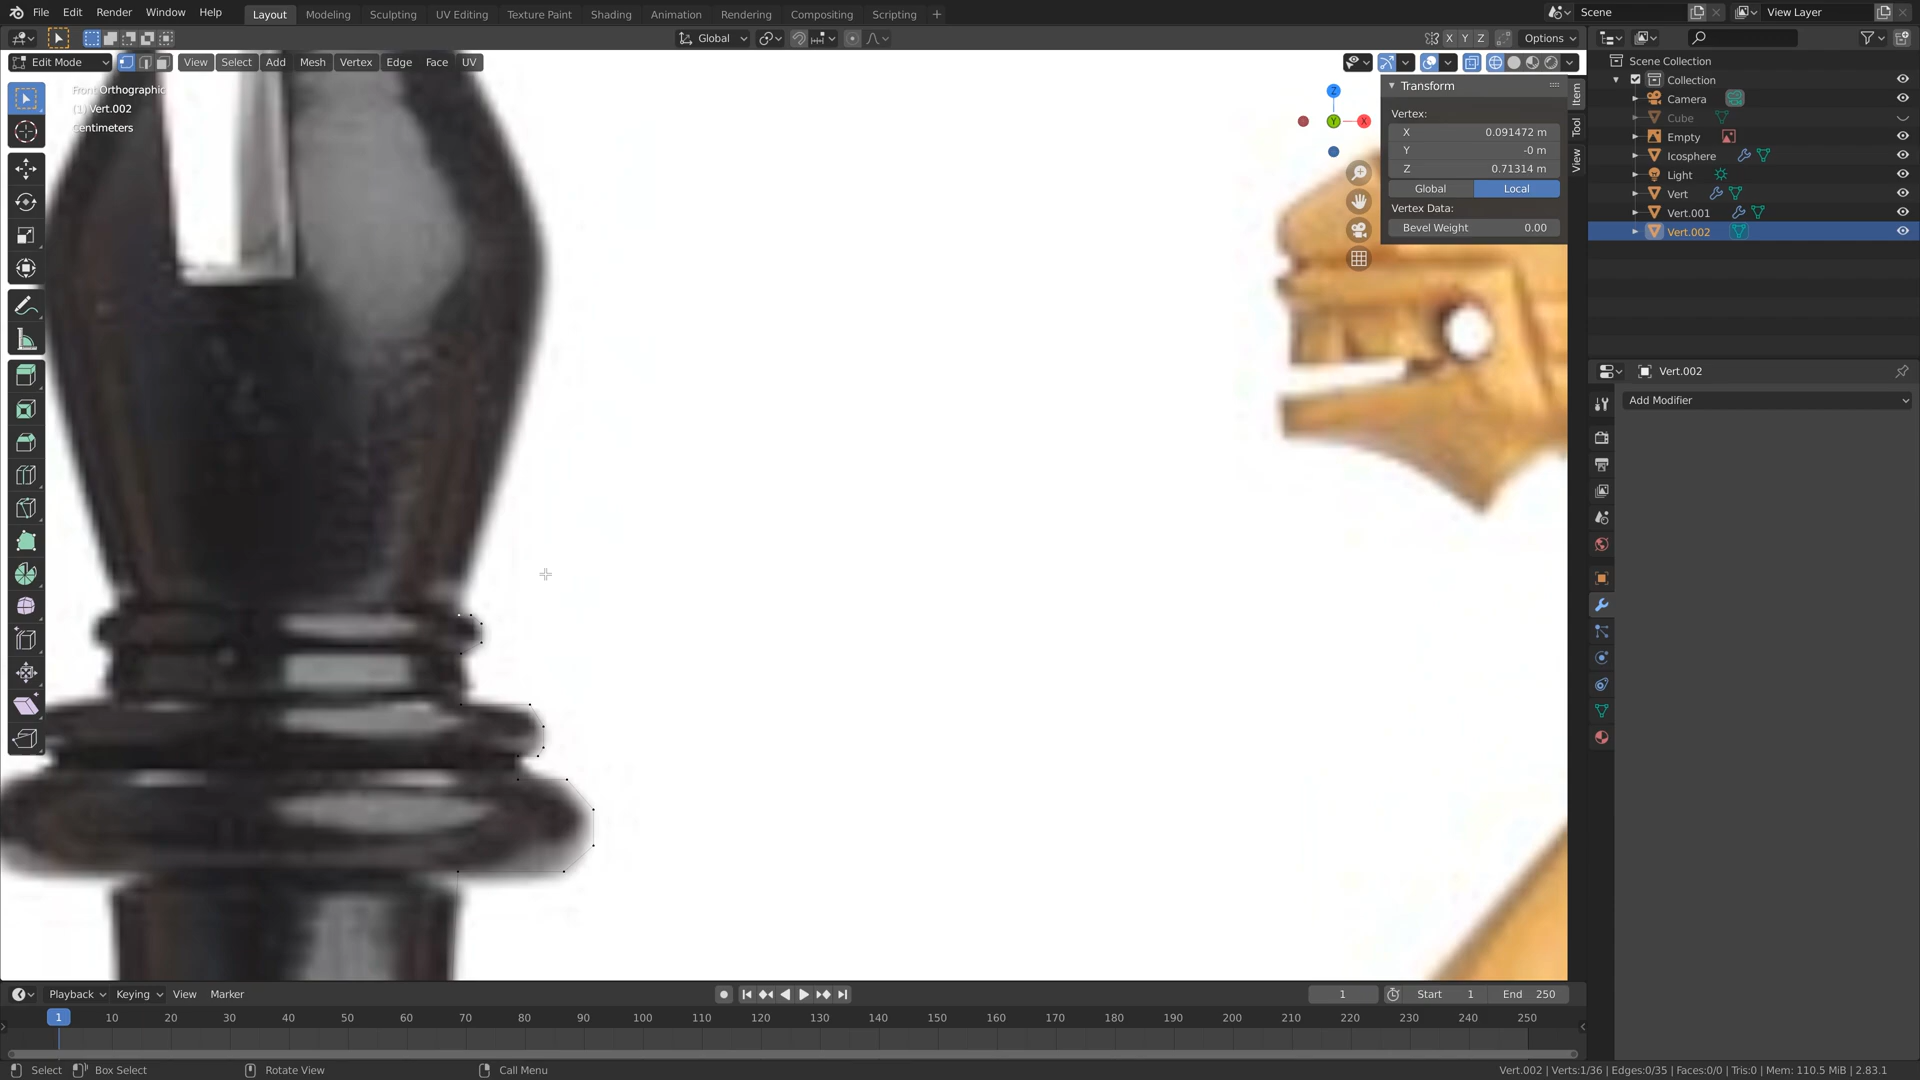 File Edit Render Window Help Layout Modeling Sculpting UV Editing Texture Paint Shading Animation Rendering Compositing Scripting + Scene View Layer
Global X Y Z Options
Edit Mode View Select Add Mesh Vertex Edge Face UV
Front Orthographic
(1) Vert.002
Centimeters
Z
Y
X
Transform
Vertex:
X 0.091472 m
Y -0 m
Z 0.71314 m
Global Local
Vertex Data:
Bevel Weight 0.00
Item
Tool
View
Scene Collection
Collection
Camera
Cube
Empty
Icosphere
Light
Vert
Vert.001
Vert.002
Vert.002
Add Modifier
Playback Keying View Marker 1 Start 1 End 250
1 10 20 30 40 50 60 70 80 90 100 110 120 130 140 150 160 170 180 190 200 210 220 230 240 250
Select Box Select Rotate View Call Menu Vert.002 | Verts:1/36 | Edges:0/35 | Faces:0/0 | Tris:0 | Mem: 110.5 MiB | 2.83.1